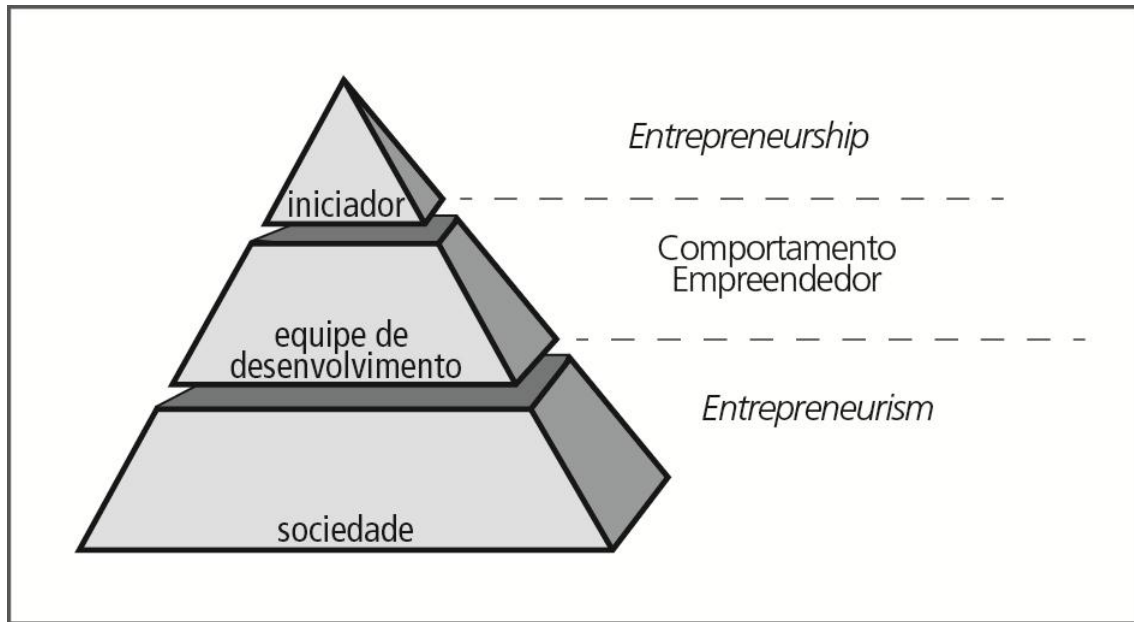 Entrepreneurship
iniciador
Comportamento
Empreendedor
equipe de
desenvolvimento
Entrepreneurism
sociedade